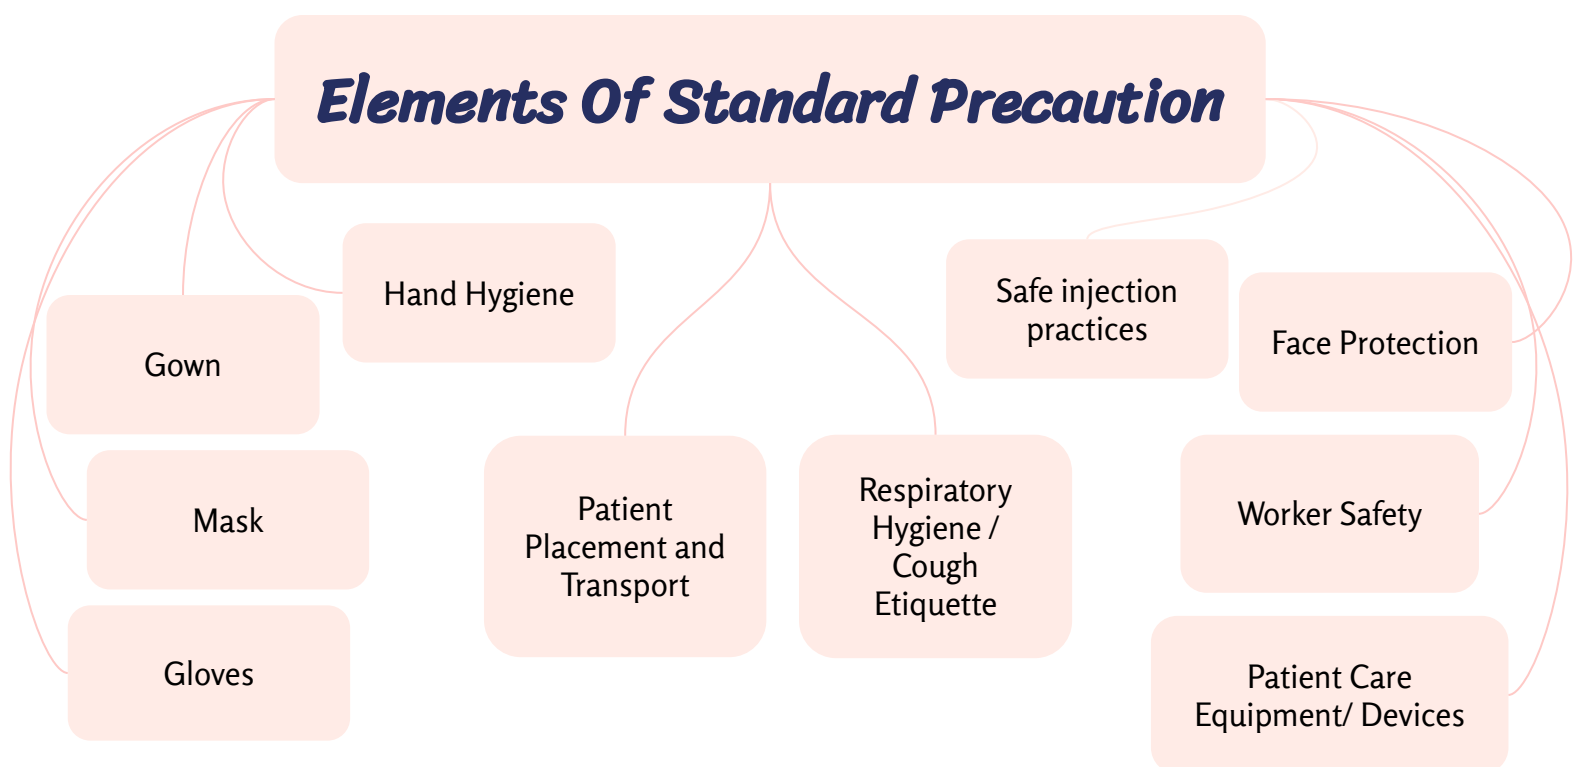 Elements Of Standard Precaution
Hand Hygiene
Gown
Mask
Gloves
Patient
Placement and
Transport
Respiratory
Hygiene /
Cough
Etiquette
Safe injection
practices
Face Protection
Worker Safety
Patient Care
Equipment/ Devices